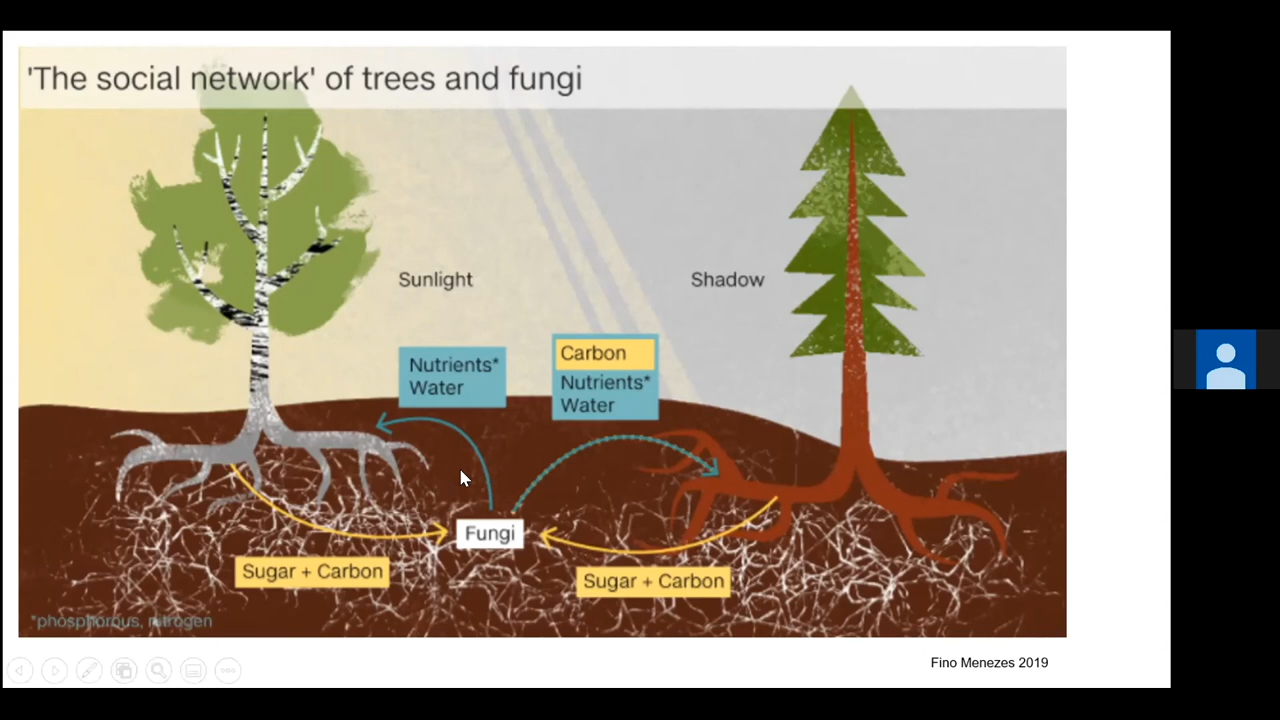 'The social network' of trees and fungi
Sunlight
Shadow
Nutrients*
Water
Carbon
Nutrients*
Water
Fungi
Sugar + Carbon
Sugar + Carbon
*phosphorous, nitrogen
Fino Menezes 2019